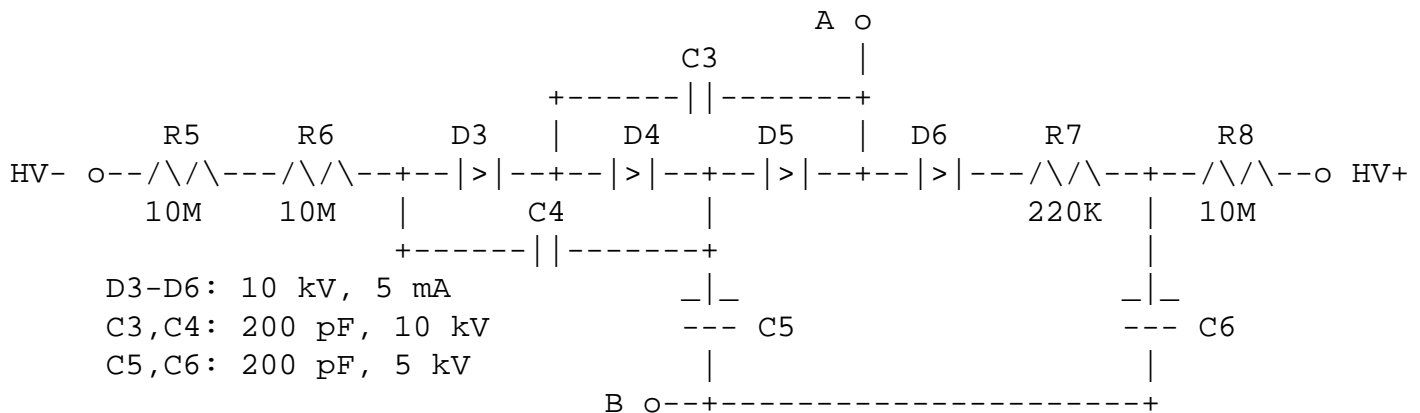 A o
C3 |
+------||-------+
R5 R6 D3 | D4 D5 | D6 R7 R8
HV- o--/\/\---/\/\--+--|>|--+--|>|--+--|>|--+--|>|---/\/\--+--/\/\--o HV+
10M 10M | C4 | 220K | 10M
+------||-------+ |
D3-D6: 10 kV, 5 mA _|_ _|_
C3,C4: 200 pF, 10 kV --- C5 --- C6
C5,C6: 200 pF, 5 kV | |
B o--+-----------------------+